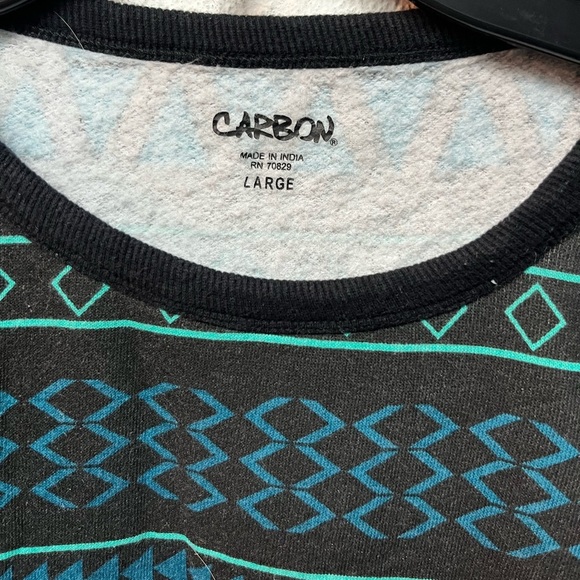 CARBON®
MADE IN INDIA
RN 70829
LARGE